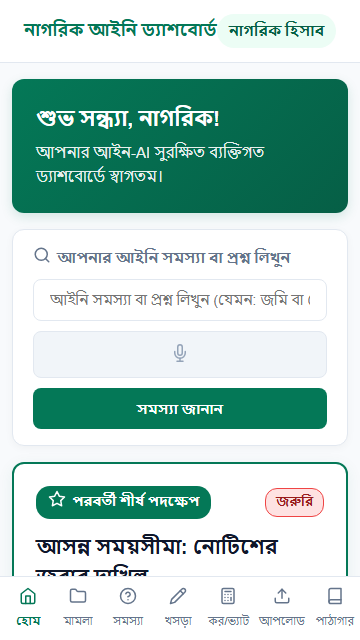 নাগরিক আইনি ড্যাশবোর্ড
নাগরিক হিসাব
শুভ সন্ধ্যা, নাগরিক!
আপনার আইন-AI সুরক্ষিত ব্যক্তিগত
ড্যাশবোর্ডে স্বাগতম।
আপনার আইনি সমস্যা বা প্রশ্ন লিখুন
আইনি সমস্যা বা প্রশ্ন লিখুন (যেমন: জমি বা
সমস্যা জানান
পরবর্তী শীর্ষ পদক্ষেপ
জরুরি
আসন্ন সময়সীমা: নোটিশের
জবাব দাখিল
হোম
মামলা
সমস্যা
খসড়া
কর/ভ্যাট
আপলোড
পাঠাগার